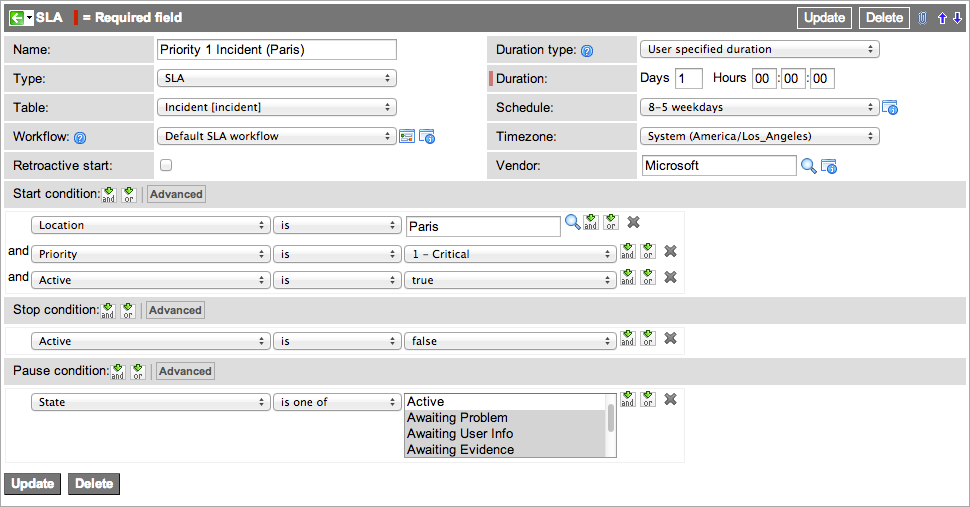 SLA = Required field Update Delete
Name: Priority 1 Incident (Paris) Duration type: User specified duration
Type: SLA Duration: Days 1 Hours 00 : 00 : 00
Table: Incident [incident] Schedule: 8-5 weekdays
Workflow: Default SLA workflow Timezone: System (America/Los_Angeles)
Retroactive start: Vendor: Microsoft
Start condition: and or Advanced
Location is Paris and or
and Priority is 1 - Critical and or
and Active is true and or
Stop condition: and or Advanced
Active is false and or
Pause condition: and or Advanced
State is one of Active and or
Awaiting Problem
Awaiting User Info
Awaiting Evidence
Update Delete